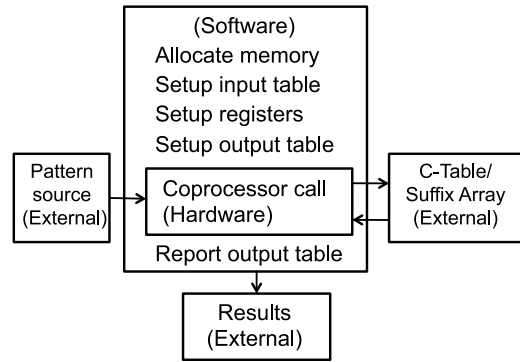 (Software)
Allocate memory
Setup input table
Setup registers
Setup output table
Pattern
source
(External)
Coprocessor call
(Hardware)
C-Table/
Suffix Array
(External)
Report output table
Results
(External)